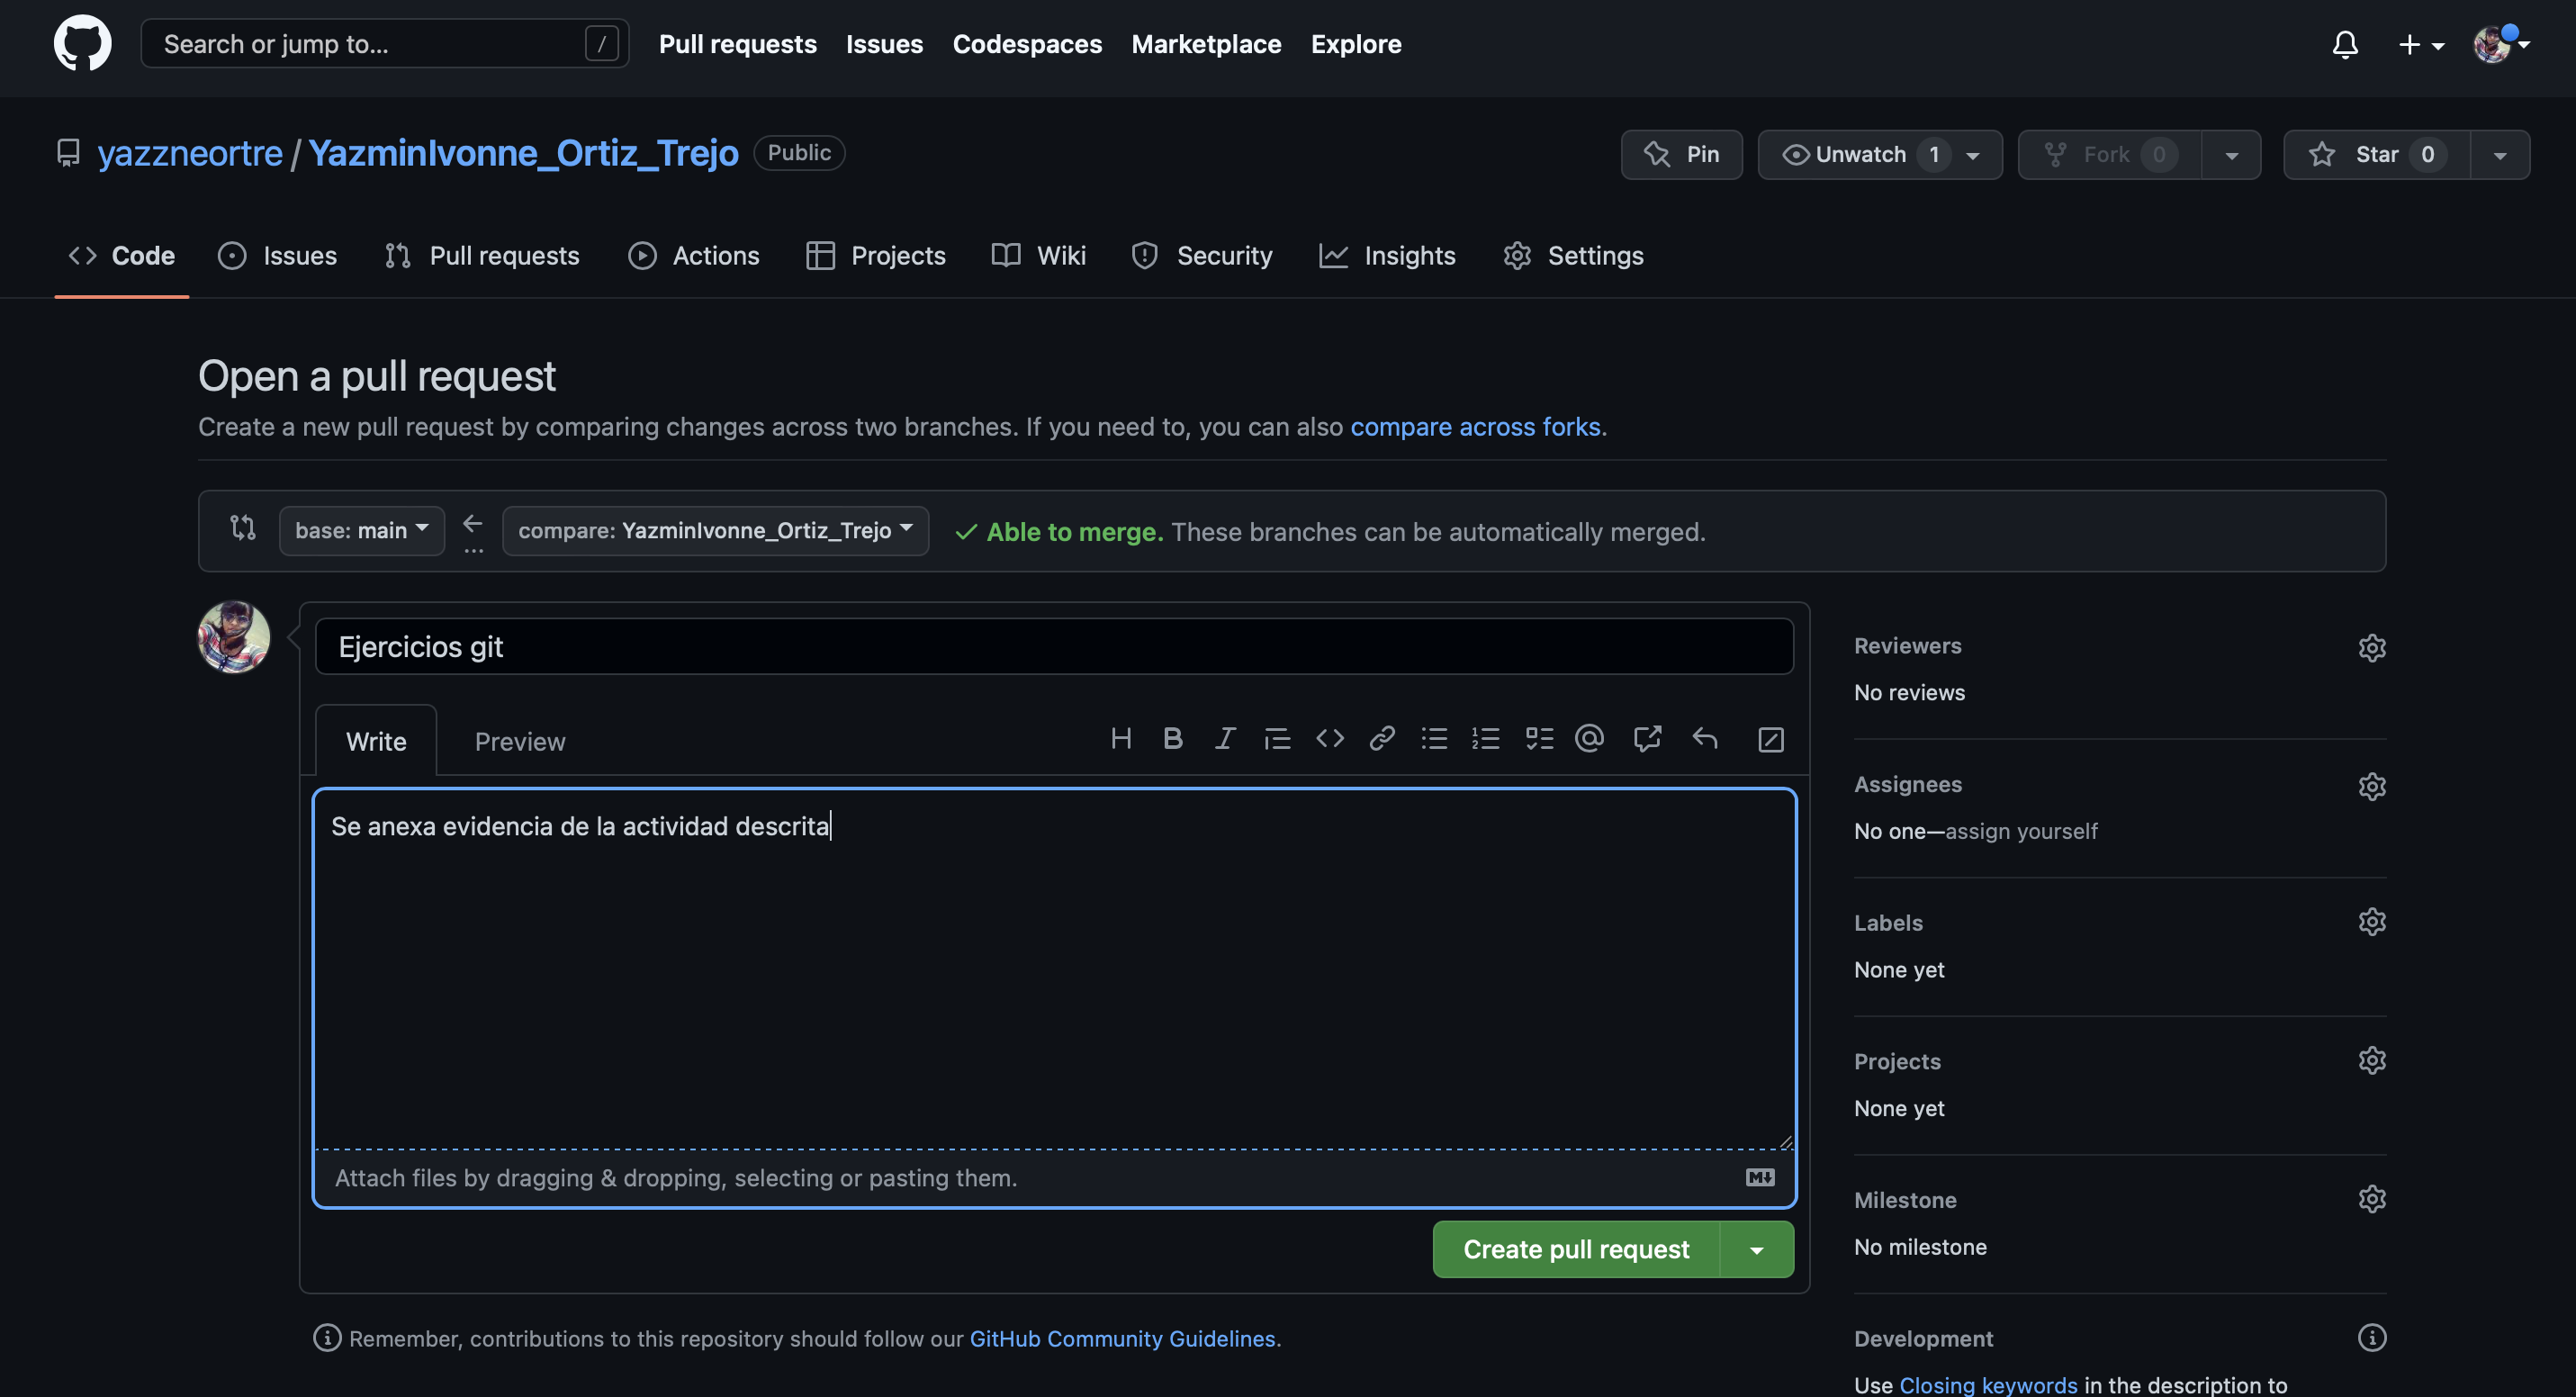 Search or jump to... /
Pull requests
Issues
Codespaces
Marketplace
Explore
yazzneortre / YazminIvonne_Ortiz_Trejo Public
Pin
Unwatch 1
Fork 0
Star 0
Code
Issues
Pull requests
Actions
Projects
Wiki
Security
Insights
Settings
Open a pull request
Create a new pull request by comparing changes across two branches. If you need to, you can also compare across forks.
base: main
...
compare: YazminIvonne_Ortiz_Trejo
Able to merge. These branches can be automatically merged.
Ejercicios git
Write
Preview
Se anexa evidencia de la actividad descrita
Attach files by dragging & dropping, selecting or pasting them.
Create pull request
Remember, contributions to this repository should follow our GitHub Community Guidelines.
Reviewers
No reviews
Assignees
No one—assign yourself
Labels
None yet
Projects
None yet
Milestone
No milestone
Development
Use Closing keywords in the description to